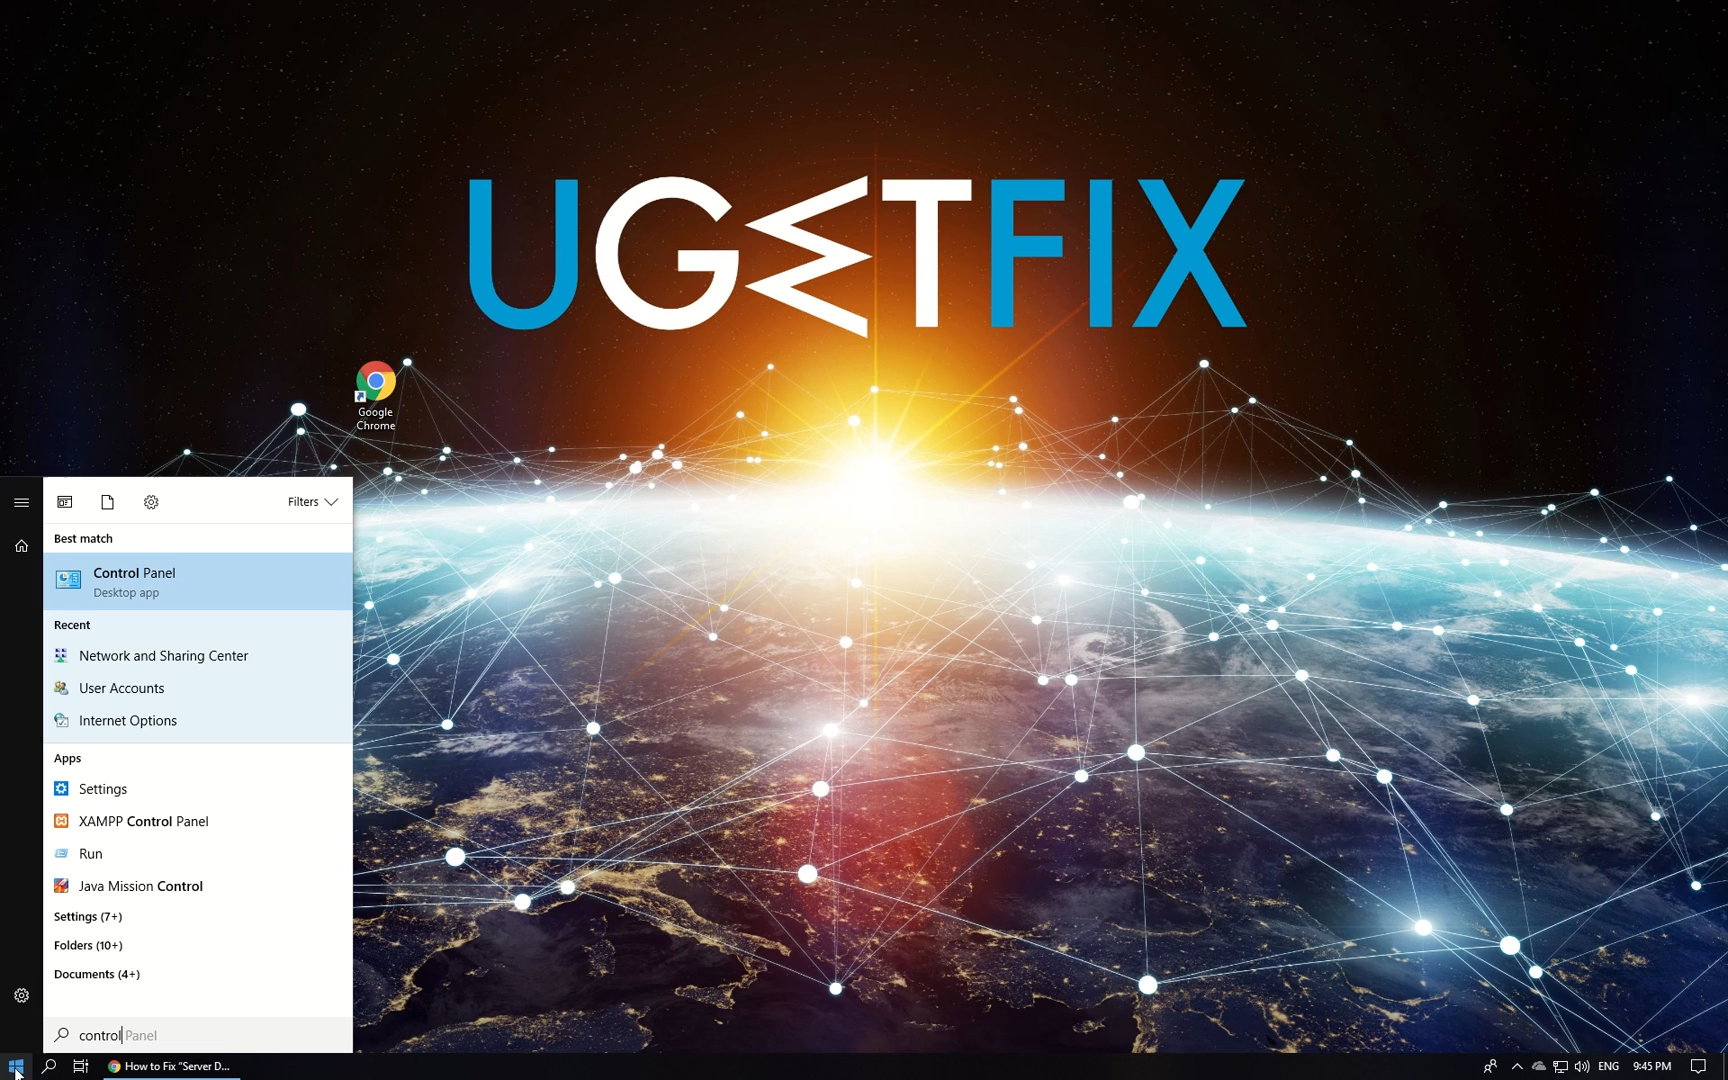 UGETFIX
Google
Chrome
Filters
Best match
Control Panel
Desktop app
Recent
Network and Sharing Center
User Accounts
Internet Options
Apps
Settings
XAMPP Control Panel
Run
Java Mission Control
Settings (7+)
Folders (10+)
Documents (4+)
control Panel
How to Fix “Server D...
ENG
9:45 PM